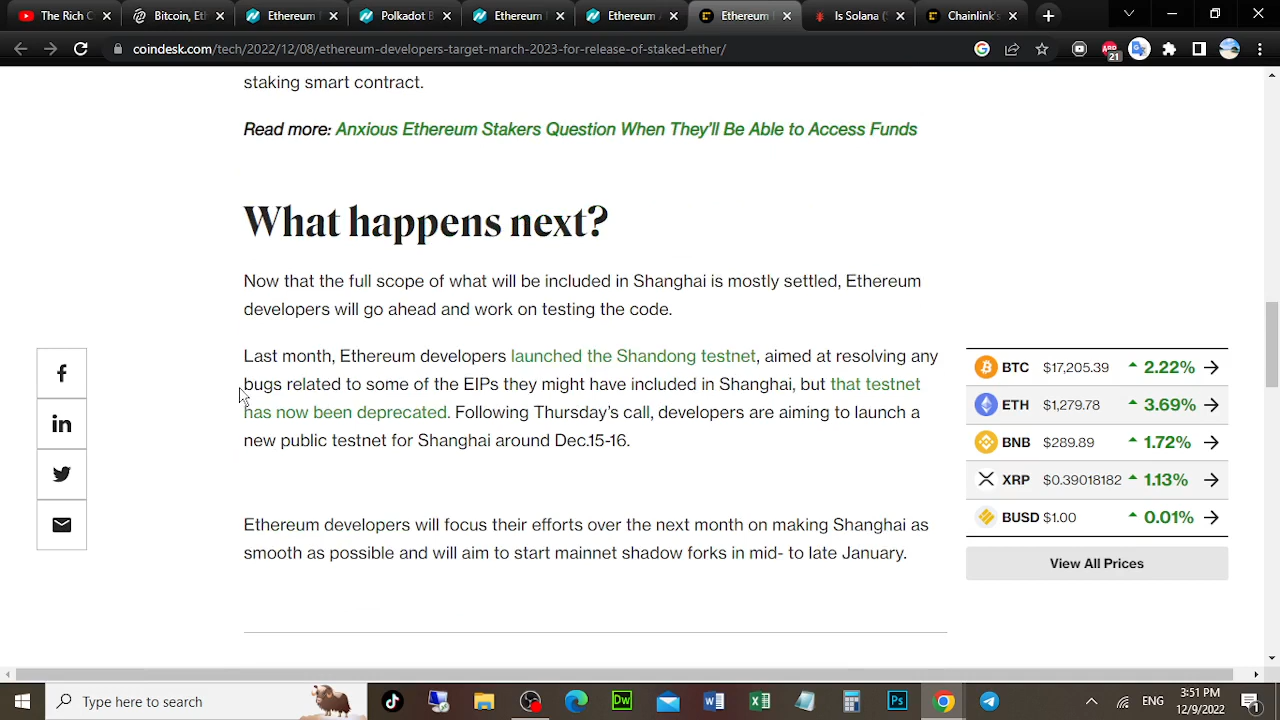 The Rich C
Bitcoin, Et
Ethereum
Polkadot B
Ethereum
Ethereum A
Ethereum
Is Solana (
Chainlink's
coindesk.com/tech/2022/12/08/ethereum-developers-target-march-2023-for-release-of-staked-ether/
21
staking smart contract.
Read more: Anxious Ethereum Stakers Question When They'll Be Able to Access Funds
What happens next?
Now that the full scope of what will be included in Shanghai is mostly settled, Ethereum
developers will go ahead and work on testing the code.
Last month, Ethereum developers launched the Shandong testnet, aimed at resolving any
bugs related to some of the EIPs they might have included in Shanghai, but that testnet
has now been deprecated. Following Thursday's call, developers are aiming to launch a
new public testnet for Shanghai around Dec.15-16.
Ethereum developers will focus their efforts over the next month on making Shanghai as
smooth as possible and will aim to start mainnet shadow forks in mid- to late January.
BTC $17,205.39 2.22%
ETH $1,279.78 3.69%
BNB $289.89 1.72%
XRP $0.39018182 1.13%
BUSD $1.00 0.01%
View All Prices
Type here to search
ENG
3:51 PM
12/9/2022
1